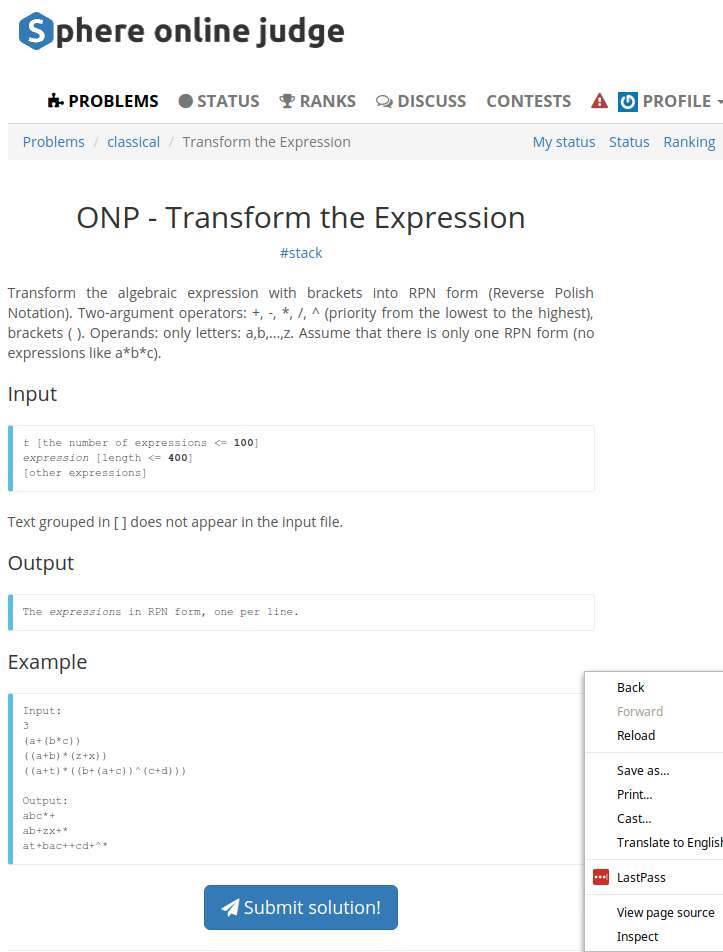 Sphere online judge
PROBLEMS STATUS RANKS DISCUSS CONTESTS PROFILE
Problems / classical / Transform the Expression My status Status Ranking
ONP - Transform the Expression
#stack
Transform the algebraic expression with brackets into RPN form (Reverse Polish
Notation). Two-argument operators: +, -, *, /, ^ (priority from the lowest to the highest),
brackets ( ). Operands: only letters: a,b,...,z. Assume that there is only one RPN form (no
expressions like a*b*c).
Input
t [the number of expressions <= 100]
expression [length <= 400]
[other expressions]
Text grouped in [ ] does not appear in the input file.
Output
The expressions in RPN form, one per line.
Example
Input:
3
(a+(b*c))
((a+b)*(z+x))
((a+t)*((b+(a+c))^(c+d)))
Output:
abc*+
ab+zx+*
at+bac++cd+^*
Submit solution!
Back
Forward
Reload
Save as...
Print...
Cast...
Translate to English
LastPass
View page source
Inspect